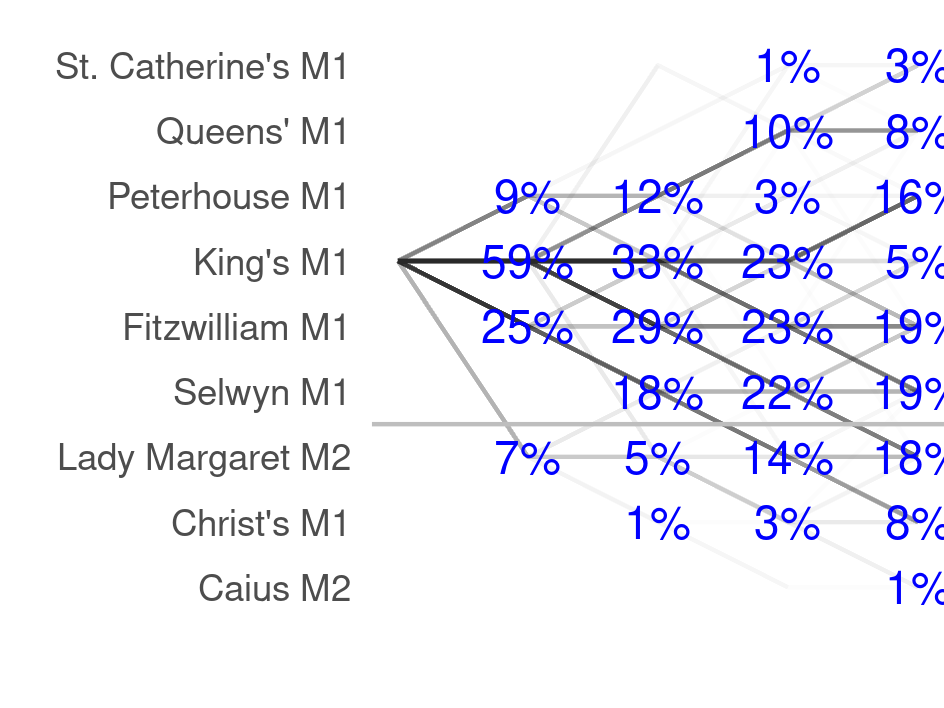 St. Catherine's M1 1% 3%
Queens' M1 10% 8%
Peterhouse M1 9% 12% 3% 16%
King's M1 59% 33% 23% 5%
Fitzwilliam M1 25% 29% 23% 19%
Selwyn M1 18% 22% 19%
Lady Margaret M2 7% 5% 14% 18%
Christ's M1 1% 3% 8%
Caius M2 1%